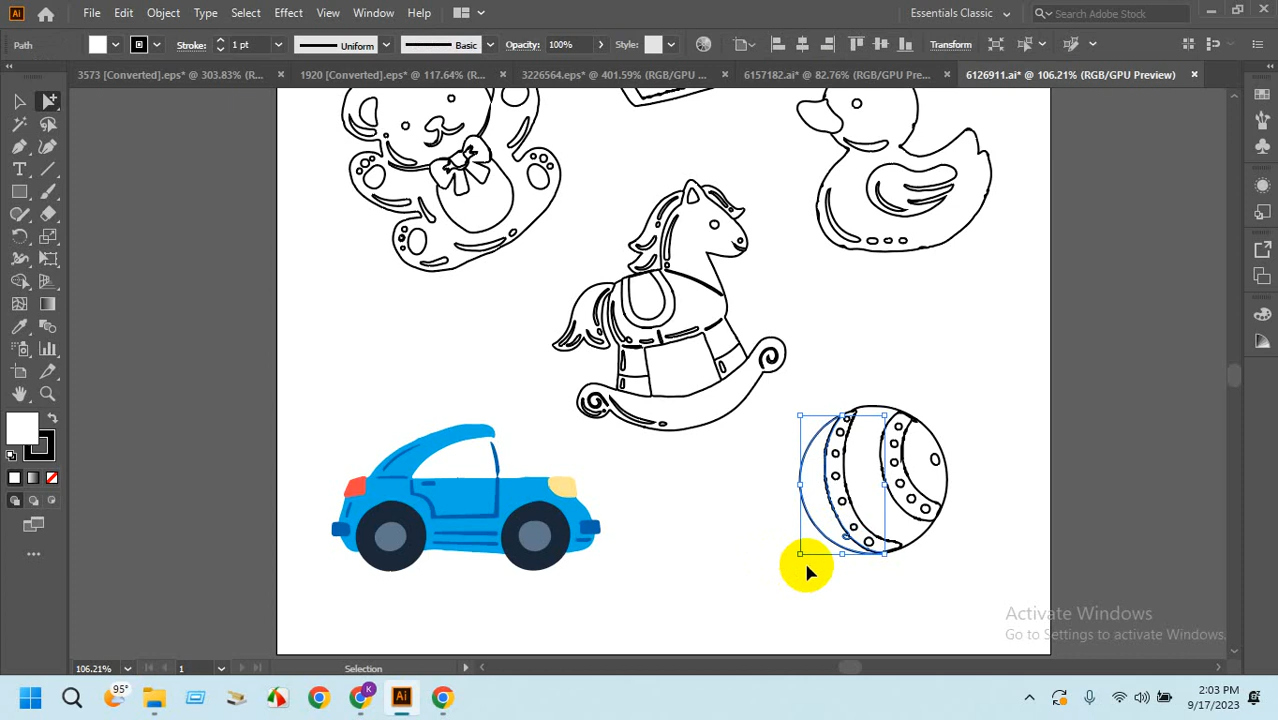 Ai File Edit Object Type Select Effect View Window Help Essentials Classic Search Adobe Stock
Path Stroke: 1 pt Uniform Basic Opacity: 100% Style: Transform
3573 [Converted].eps* @ 303.83% (R... 1920 [Converted].eps* @ 117.64% (R... 3226564.eps* @ 401.59% (RGB/GPU ... 6157182.ai* @ 82.76% (RGB/GPU Pre... 6126911.ai* @ 106.21% (RGB/GPU Preview)
Activate Windows
Go to Settings to activate Windows.
106.21% 1 Selection
95° K Ai 2:03 PM
9/17/2023